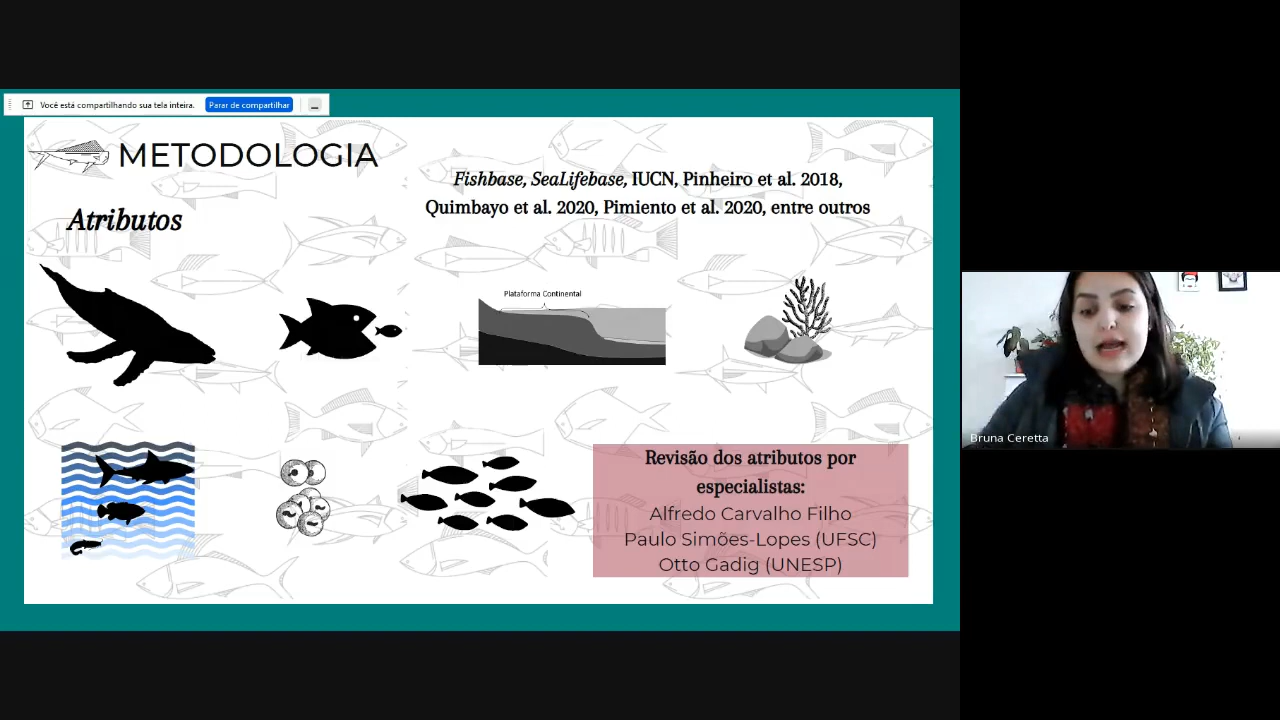 Você está compartilhando sua tela inteira.
Parar de compartilhar
METODOLOGIA
Fishbase, SeaLifebase, IUCN, Pinheiro et al. 2018,
Quimbayo et al. 2020, Pimiento et al. 2020, entre outros
Atributos
Plataforma Continental
Revisão dos atributos por
especialistas:
Alfredo Carvalho Filho
Paulo Simões-Lopes (UFSC)
Otto Gadig (UNESP)
Bruna Ceretta